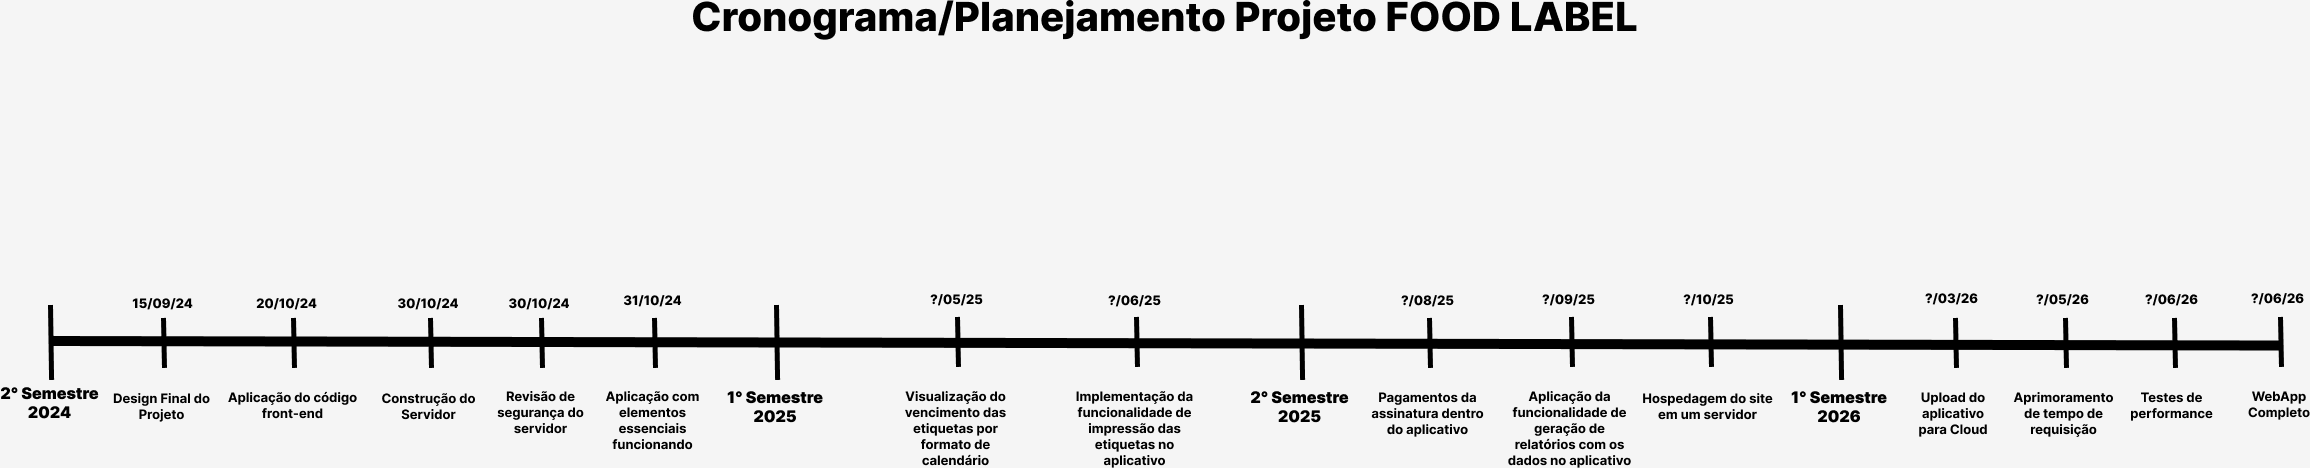 Cronograma/Planejamento Projeto FOOD LABEL
15/09/24
20/10/24
30/10/24
30/10/24
31/10/24
?/05/25
?/06/25
?/08/25
?/09/25
?/10/25
?/03/26
?/05/26
?/06/26
?/06/26
2° Semestre
2024
Design Final do
Projeto
Aplicação do código
front-end
Construção do
Servidor
Revisão de
segurança do
servidor
Aplicação com
elementos
essenciais
funcionando
1° Semestre
2025
Visualização do
vencimento das
etiquetas por
formato de
calendário
Implementação da
funcionalidade de
impressão das
etiquetas no
aplicativo
2° Semestre
2025
Pagamentos da
assinatura dentro
do aplicativo
Aplicação da
funcionalidade de
geração de
relatórios com os
dados no aplicativo
Hospedagem do site
em um servidor
1° Semestre
2026
Upload do
aplicativo
para Cloud
Aprimoramento
de tempo de
requisição
Testes de
performance
WebApp
Completo